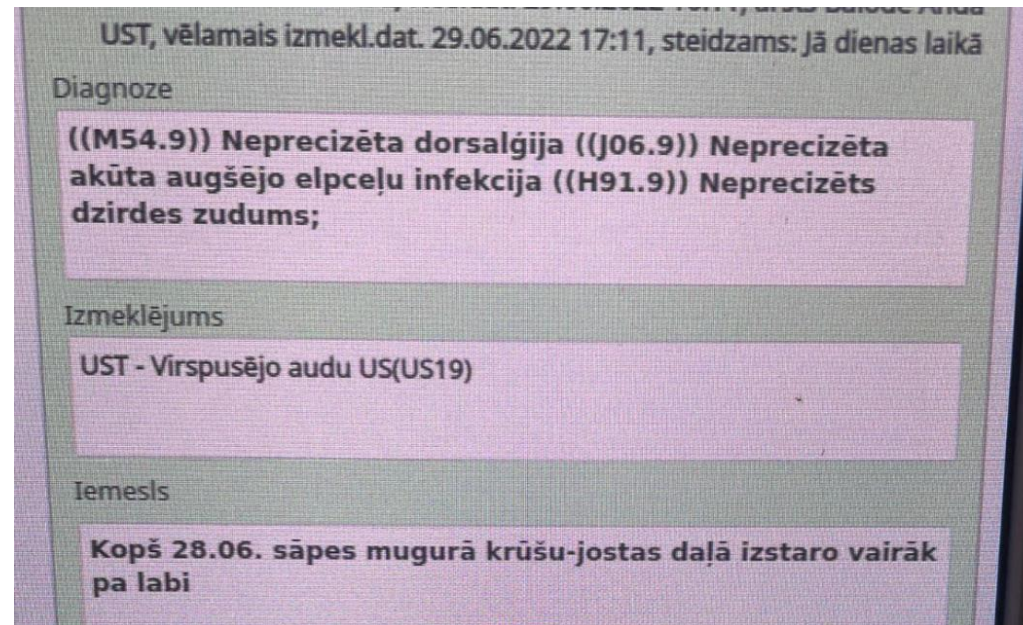 UST, vēlamais izmekl.dat. 29.06.2022 17:11, steidzams: Jā dienas laikā
Diagnoze
((M54.9)) Neprecizēta dorsalģija ((J06.9)) Neprecizēta
akūta augšējo elpceļu infekcija ((H91.9)) Neprecizēts
dzirdes zudums;
Izmeklējums
UST - Virspusējo audu US(US19)
Iemesls
Kopš 28.06. sāpes mugurā krūšu-jostas daļā izstaro vairāk
pa labi